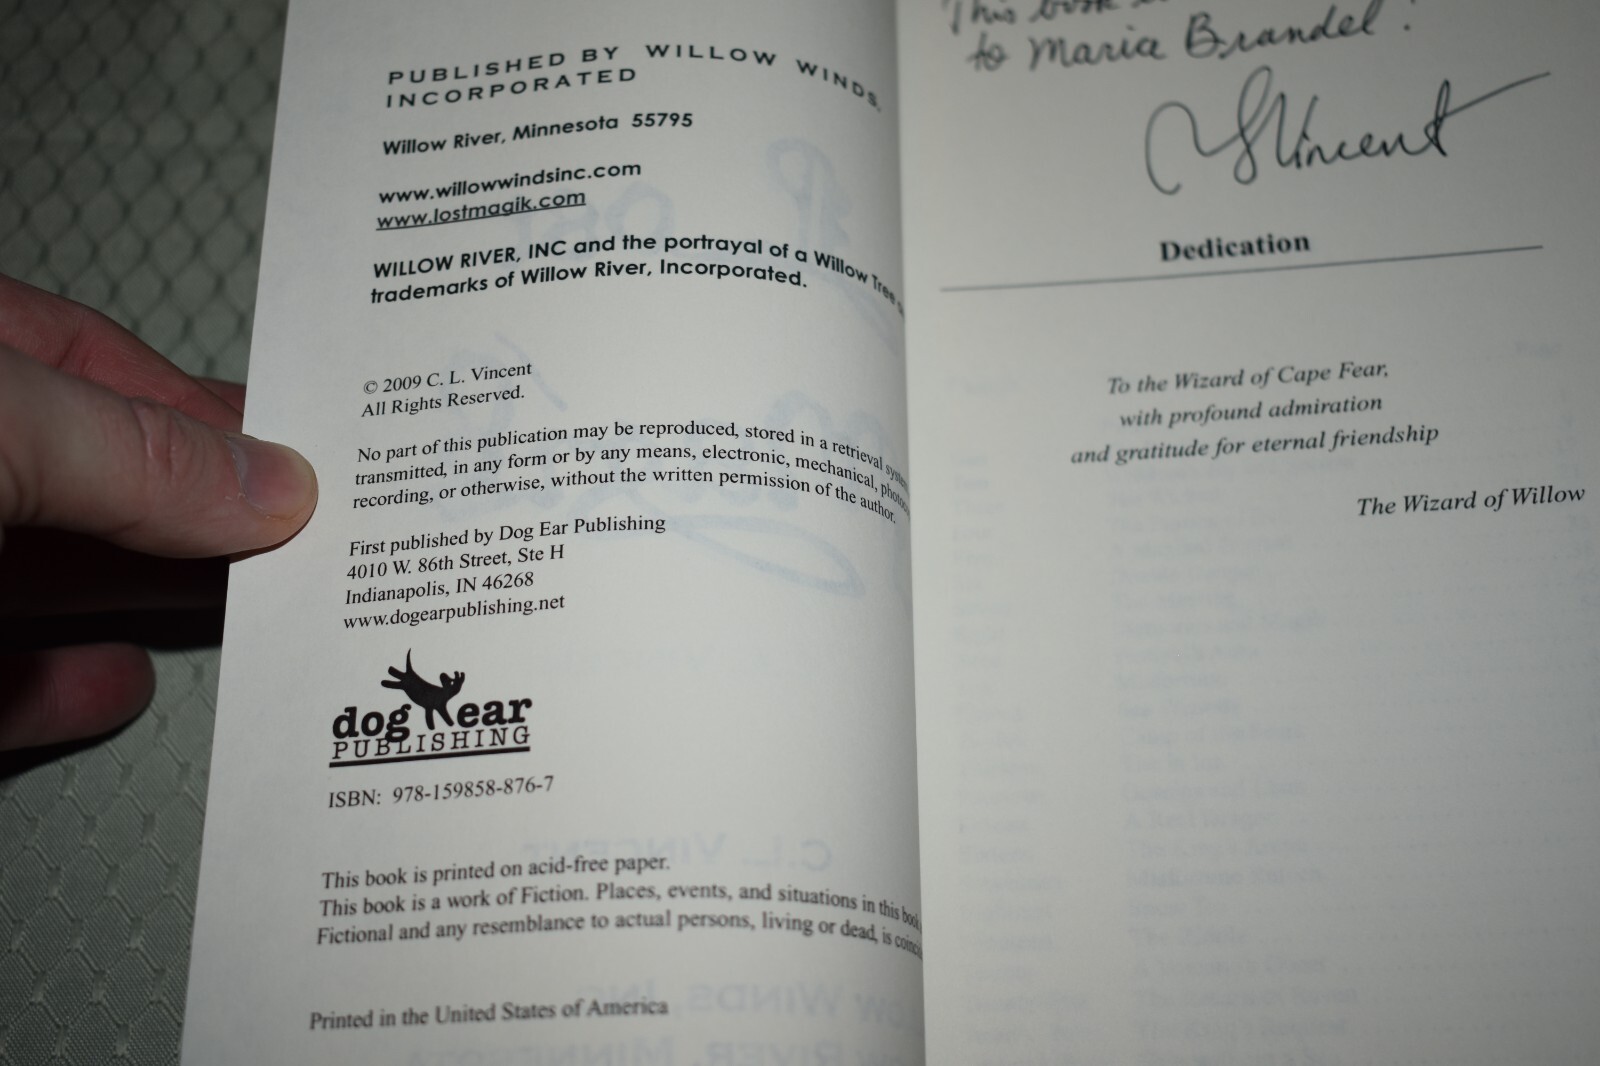 PUBLISHED BY WILLOW WINDS,
INCORPORATED
Willow River, Minnesota 55795
www.willowwindsinc.com
www.lostmagik.com
WILLOW RIVER, INC and the portrayal of a Willow Tree
trademarks of Willow River, Incorporated.
© 2009 C. L. Vincent
All Rights Reserved.
No part of this publication may be reproduced, stored in a retrieval
transmitted, in any form or by any means, electronic, mechanical,
recording, or otherwise, without the written permission of the author.
First published by Dog Ear Publishing
4010 W. 86th Street, Ste H
Indianapolis, IN 46268
www.dogearpublishing.net
dog ear
PUBLISHING
ISBN: 978-159858-876-7
This book is printed on acid-free paper.
This book is a work of Fiction. Places, events, and situations in this book
Fictional and any resemblance to actual persons, living or dead, is
Printed in the United States of America
This book
to Maria Brandel!
CLVincent
Dedication
To the Wizard of Cape Fear,
with profound admiration
and gratitude for eternal friendship
The Wizard of Willow